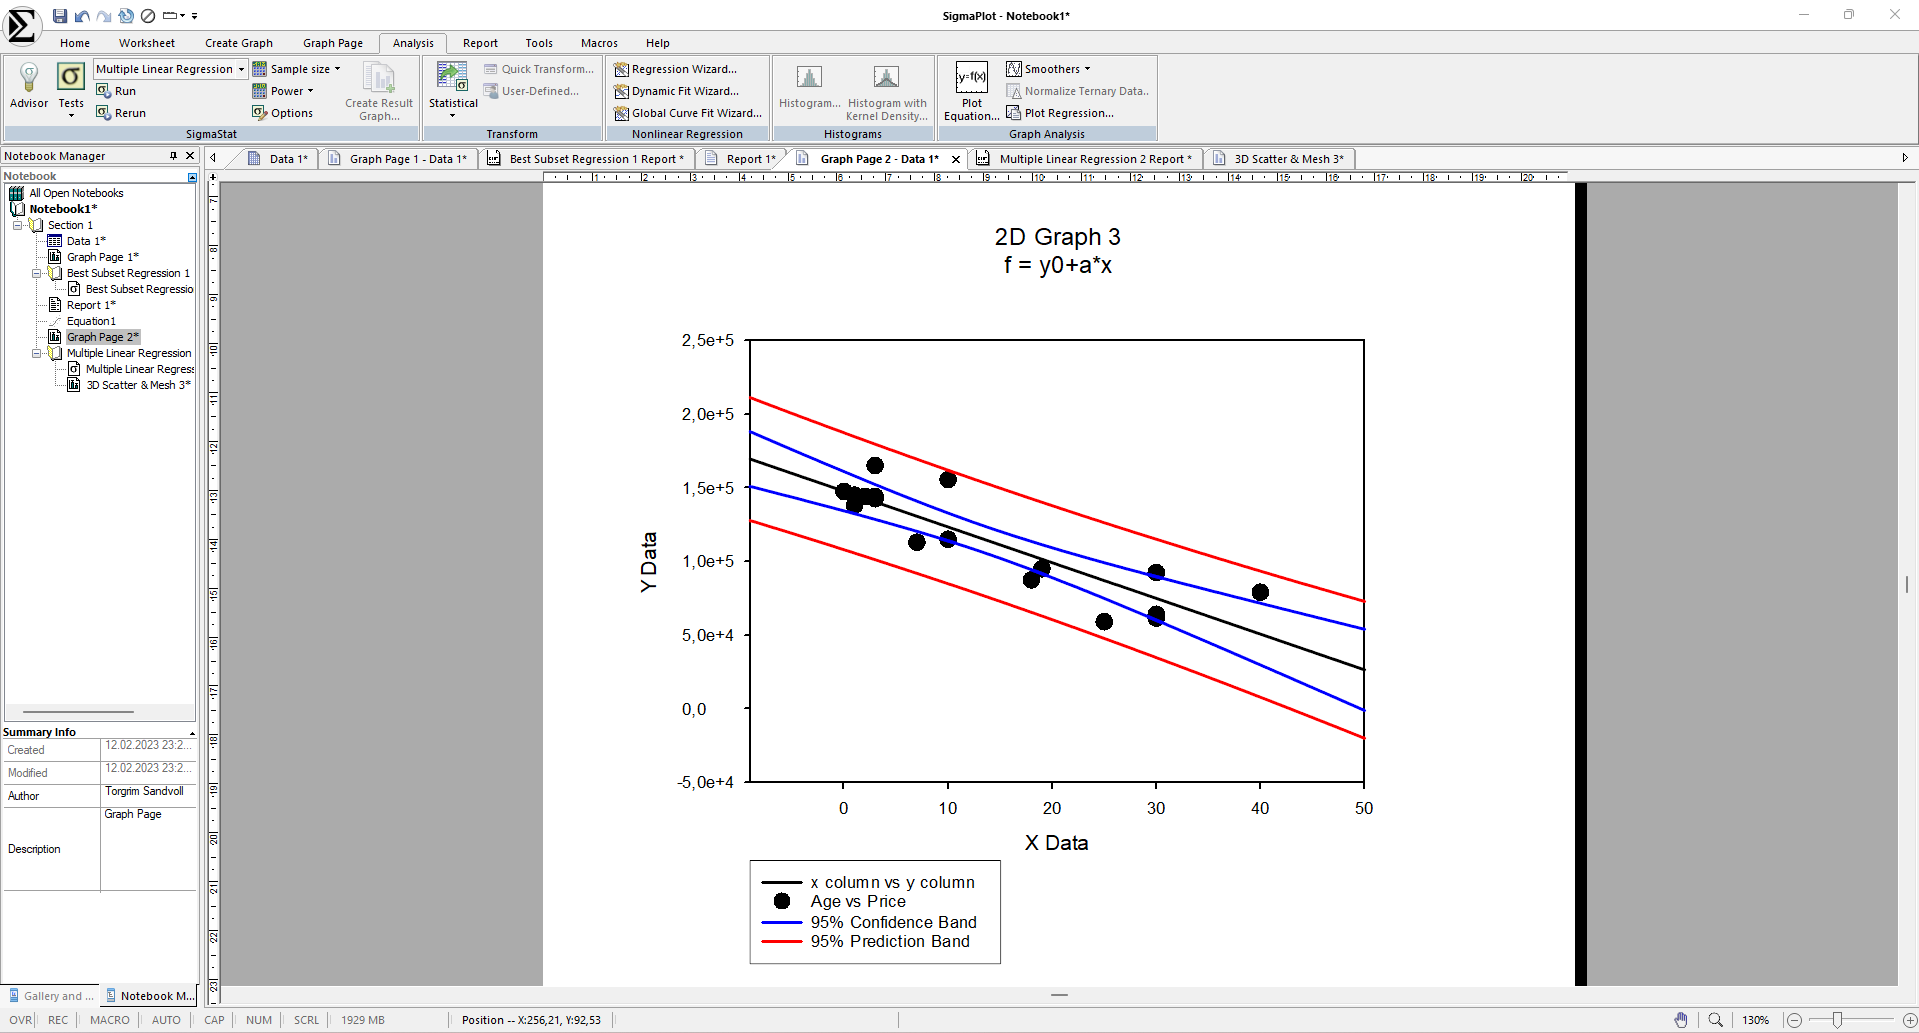 SigmaPlot - Notebook1*
Home Worksheet Create Graph Graph Page Analysis Report Tools Macros Help
Advisor
Tests
Multiple Linear Regression
Run
Rerun
Sample size
Power
Options
Create Result
Graph...
SigmaStat
Statistical
Quick Transform...
User-Defined...
Transform
Regression Wizard...
Dynamic Fit Wizard...
Global Curve Fit Wizard...
Nonlinear Regression
Histogram...
Histogram with
Kernel Density...
Histograms
y=f(x)
Plot
Equation...
Smoothers
Normalize Ternary Data..
Plot Regression...
Graph Analysis
Notebook Manager
Data 1* Graph Page 1 - Data 1* Best Subset Regression 1 Report * Report 1* Graph Page 2 - Data 1* Multiple Linear Regression 2 Report * 3D Scatter & Mesh 3*
Notebook
All Open Notebooks
Notebook1*
Section 1
Data 1*
Graph Page 1*
Best Subset Regression 1
Best Subset Regressio
Report 1*
Equation1
Graph Page 2*
Multiple Linear Regression
Multiple Linear Regres
3D Scatter & Mesh 3*
Summary Info
Created 12.02.2023 23:2...
Modified 12.02.2023 23:2...
Author Torgrim Sandvoll
Description Graph Page
Gallery and ... Notebook M...
2D Graph 3
f = y0+a*x
2,5e+5
2,0e+5
1,5e+5
1,0e+5
5,0e+4
0,0
-5,0e+4
Y Data
0 10 20 30 40 50
X Data
x column vs y column
Age vs Price
95% Confidence Band
95% Prediction Band
OVR REC MACRO AUTO CAP NUM SCRL 1929 MB Position -- X:256,21, Y:92,53 130%